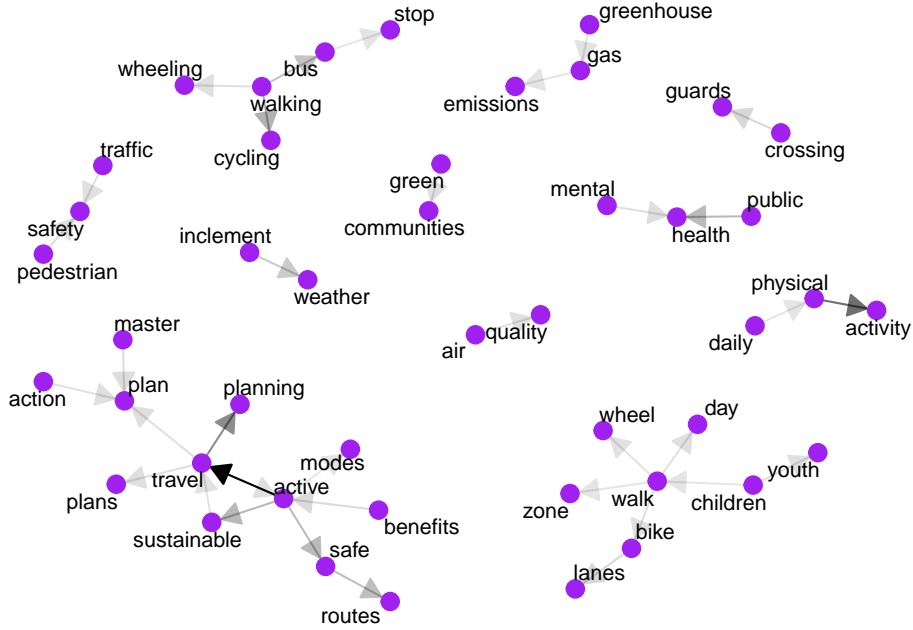 stop
greenhouse
wheeling
bus
gas
walking
emissions
guards
cycling
crossing
traffic
green
mental
public
safety
communities
health
pedestrian
inclement
weather
physical
master
air
quality
daily
activity
action
plan
planning
wheel
day
modes
youth
plans
travel
active
zone
walk
children
sustainable
benefits
bike
safe
lanes
routes